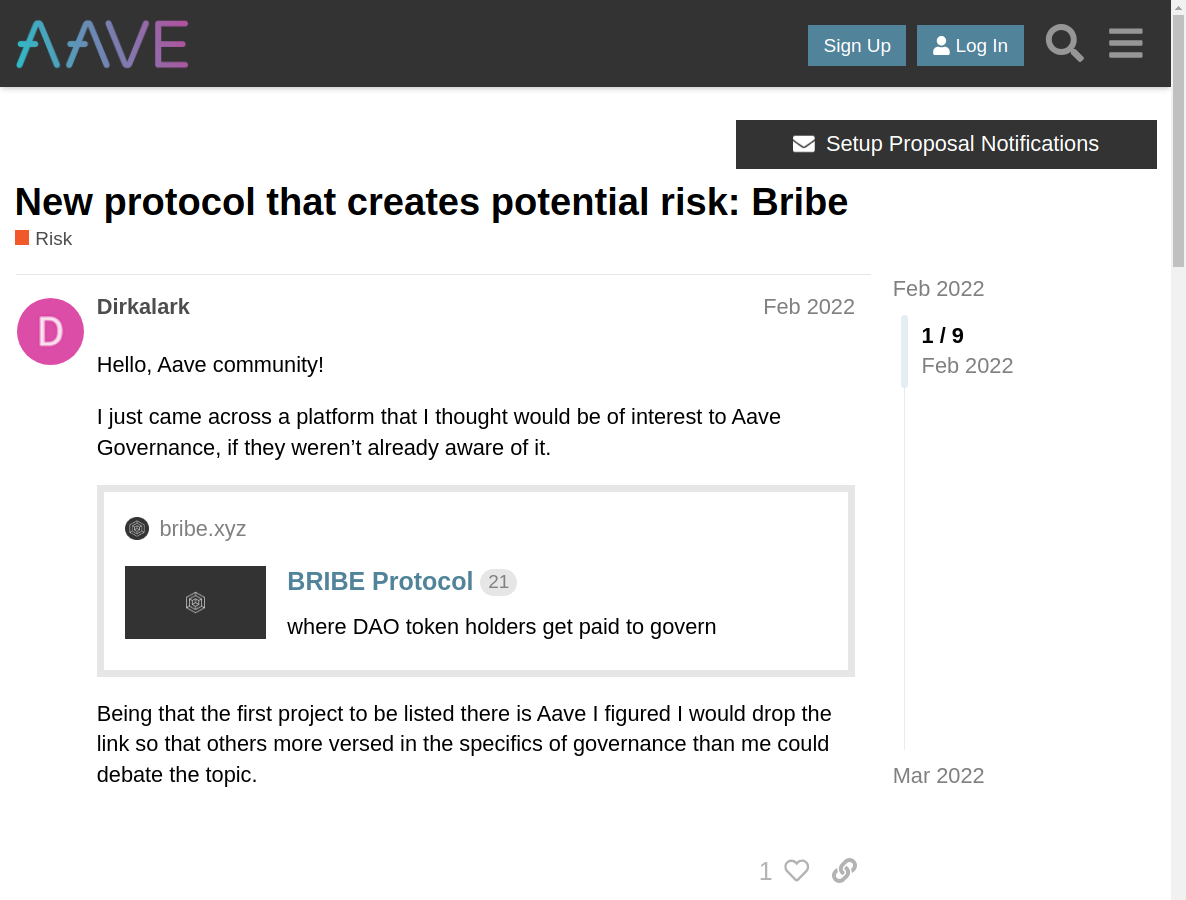 AAVE
Sign Up
Log In
Setup Proposal Notifications
New protocol that creates potential risk: Bribe
Risk
Feb 2022
1 / 9
Feb 2022
Mar 2022
D
Dirkalark
Feb 2022
Hello, Aave community!
I just came across a platform that I thought would be of interest to Aave
Governance, if they weren’t already aware of it.
bribe.xyz
BRIBE Protocol 21
where DAO token holders get paid to govern
Being that the first project to be listed there is Aave I figured I would drop the
link so that others more versed in the specifics of governance than me could
debate the topic.
1